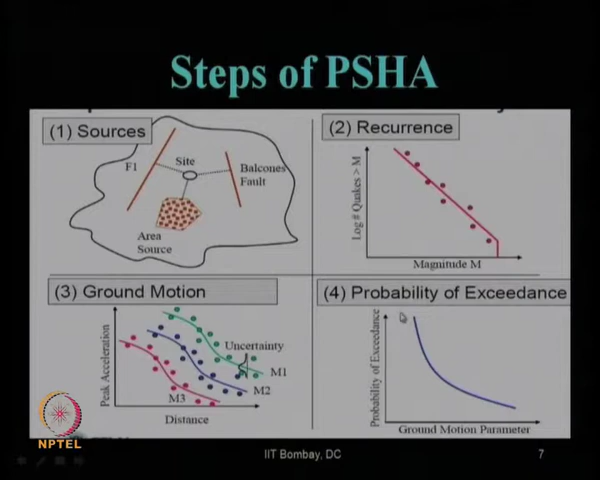 Steps of PSHA
(1) Sources
F1
Site
Balcones
Fault
Area
Source
(2) Recurrence
Log # Quakes > M
Magnitude M
(3) Ground Motion
Peak Acceleration
Uncertainty
M1
M2
M3
Distance
(4) Probability of Exceedance
Probability of Exceedance
Ground Motion Parameter
NPTEL
IIT Bombay, DC
7